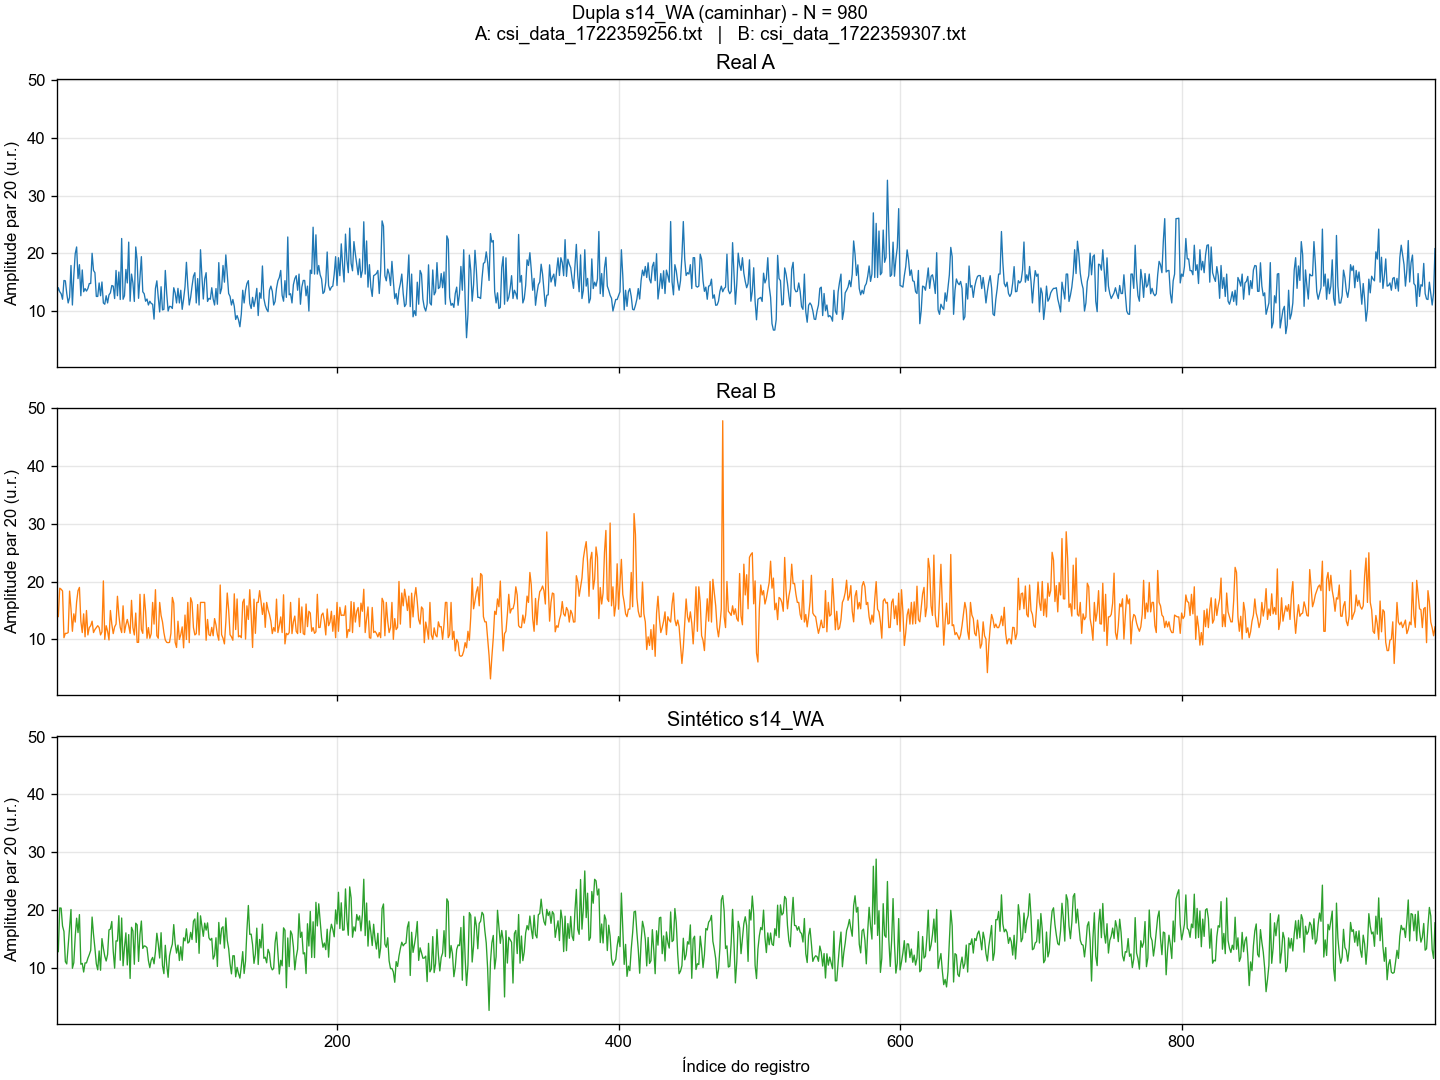 Dupla s14_WA (caminhar) - N = 980
A: csi_data_1722359256.txt | B: csi_data_1722359307.txt
Real A
50
40
30
20
10
Amplitude par 20 (u.r.)
Real B
50
40
30
20
10
Amplitude par 20 (u.r.)
Sintético s14_WA
50
40
30
20
10
Amplitude par 20 (u.r.)
200
400
600
800
Índice do registro